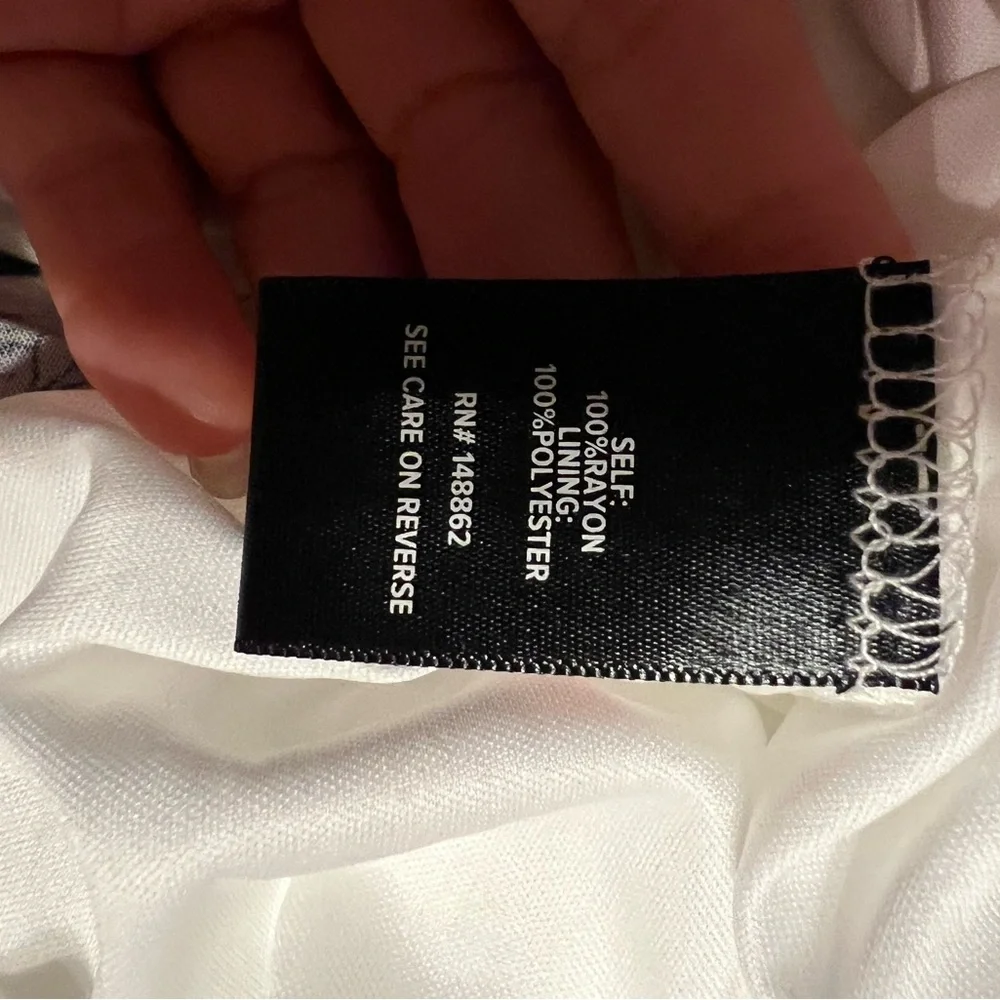 SELF:
100%RAYON
LINING:
100%POLYESTER
RN# 148862
SEE CARE ON REVERSE